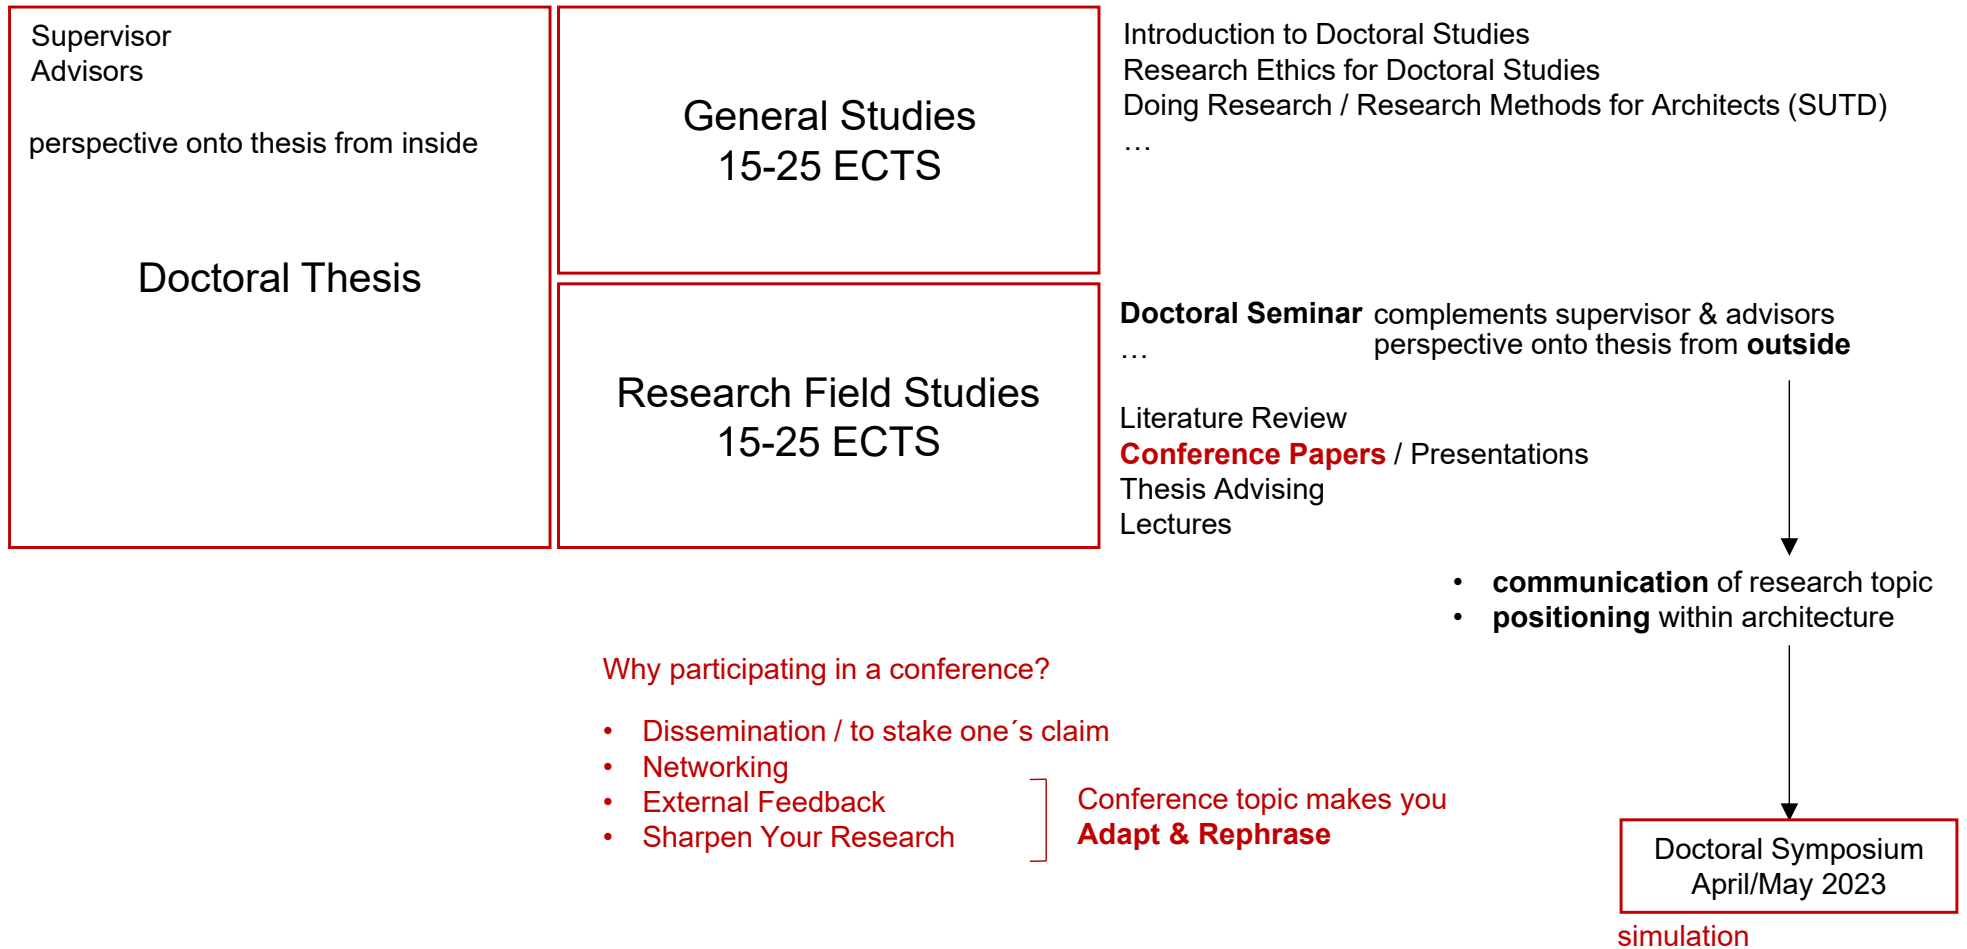 Supervisor
Advisors
perspective onto thesis from inside
Doctoral Thesis
General Studies
15-25 ECTS
Introduction to Doctoral Studies
Research Ethics for Doctoral Studies
Doing Research / Research Methods for Architects (SUTD)
…
Research Field Studies
15-25 ECTS
Doctoral Seminar complements supervisor & advisors
… perspective onto thesis from outside
Literature Review
Conference Papers / Presentations
Thesis Advising
Lectures
• communication of research topic
• positioning within architecture
Why participating in a conference?
• Dissemination / to stake one´s claim
• Networking
• External Feedback
• Sharpen Your Research
Conference topic makes you
Adapt & Rephrase
Doctoral Symposium
April/May 2023
simulation